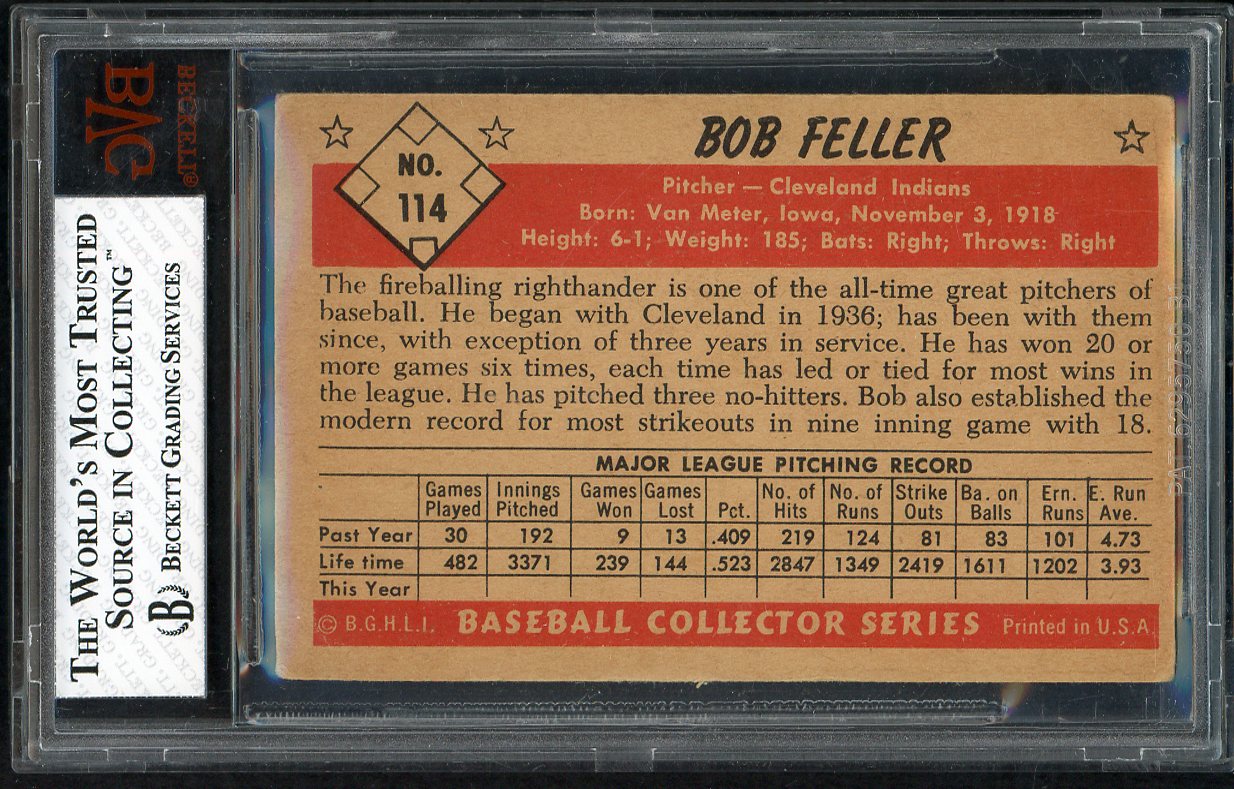 BVG
BECKETT®
THE WORLD'S MOST TRUSTED
SOURCE IN COLLECTING™
B BECKETT GRADING SERVICES
NO.
114
BOB FELLER
Pitcher — Cleveland Indians
Born: Van Meter, Iowa, November 3, 1918
Height: 6-1; Weight: 185; Bats: Right; Throws: Right
The fireballing righthander is one of the all-time great pitchers of
baseball. He began with Cleveland in 1936; has been with them
since, with exception of three years in service. He has won 20 or
more games six times, each time has led or tied for most wins in
the league. He has pitched three no-hitters. Bob also established the
modern record for most strikeouts in nine inning game with 18.
MAJOR LEAGUE PITCHING RECORD
Games Innings Games Games No. of No. of Strike Ba. on Ern. E. Run
Played Pitched Won Lost Pct. Hits Runs Outs Balls Runs Ave.
Past Year 30 192 9 13 .409 219 124 81 83 101 4.73
Life time 482 3371 239 144 .523 2847 1349 2419 1611 1202 3.93
This Year
© B.G.H.L.I., BASEBALL COLLECTOR SERIES Printed in U.S.A.